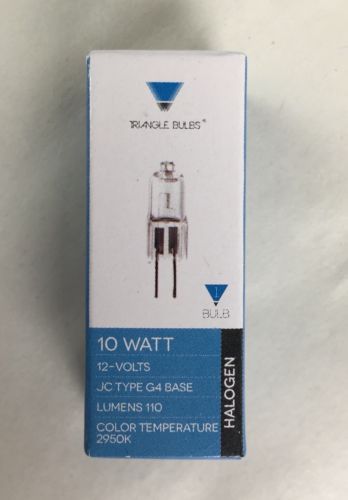 TRIANGLE BULBS®
1
BULB
10 WATT
12-VOLTS
JC TYPE G4 BASE
LUMENS 110
COLOR TEMPERATURE
2950K
HALOGEN